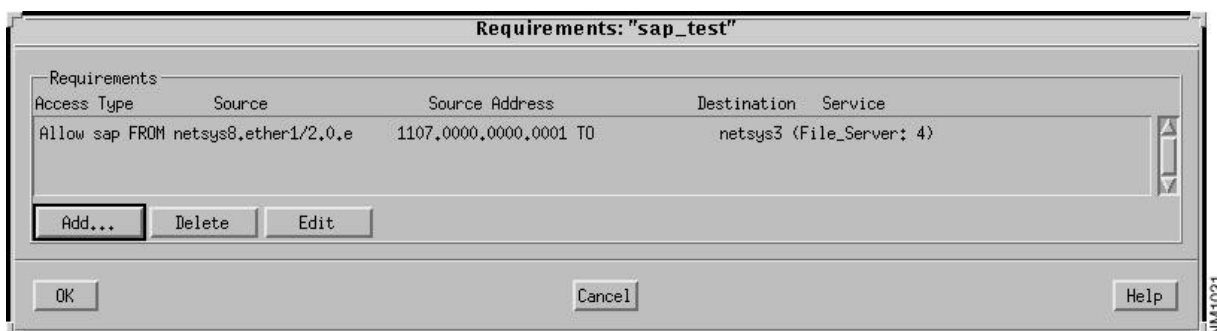 Requirements: "sap_test"
Requirements
Access Type Source Source Address Destination Service
Allow sap FROM netsys8.ether1/2.0.e 1107.0000.0000.0001 TO netsys3 (File_Server: 4)
Add... Delete Edit
OK Cancel Help